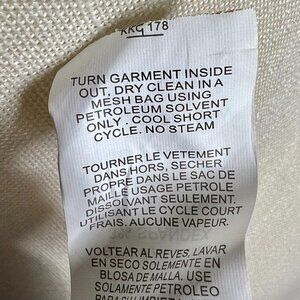 RKG 178
TURN GARMENT INSIDE
OUT, DRY CLEAN IN A
MESH BAG USING
PETROLEUM SOLVENT
ONLY. COOL SHORT
CYCLE. NO STEAM
TOURNER LE VETEMENT
DANS HORS, SECHER
PROPRE DANS LE SAC DE
MAILLE USAGE PETROLE
DISSOLVANT SEULEMENT.
UTILISANT LE CYCLE COURT
FRAIS. AUCUNE VAPEUR.
VOLTEAR AL REVES, LAVAR
EN SECO SOLEMENTE EN
BLOSA DE MALLA. USE
SOLAMENTE PETROLEO